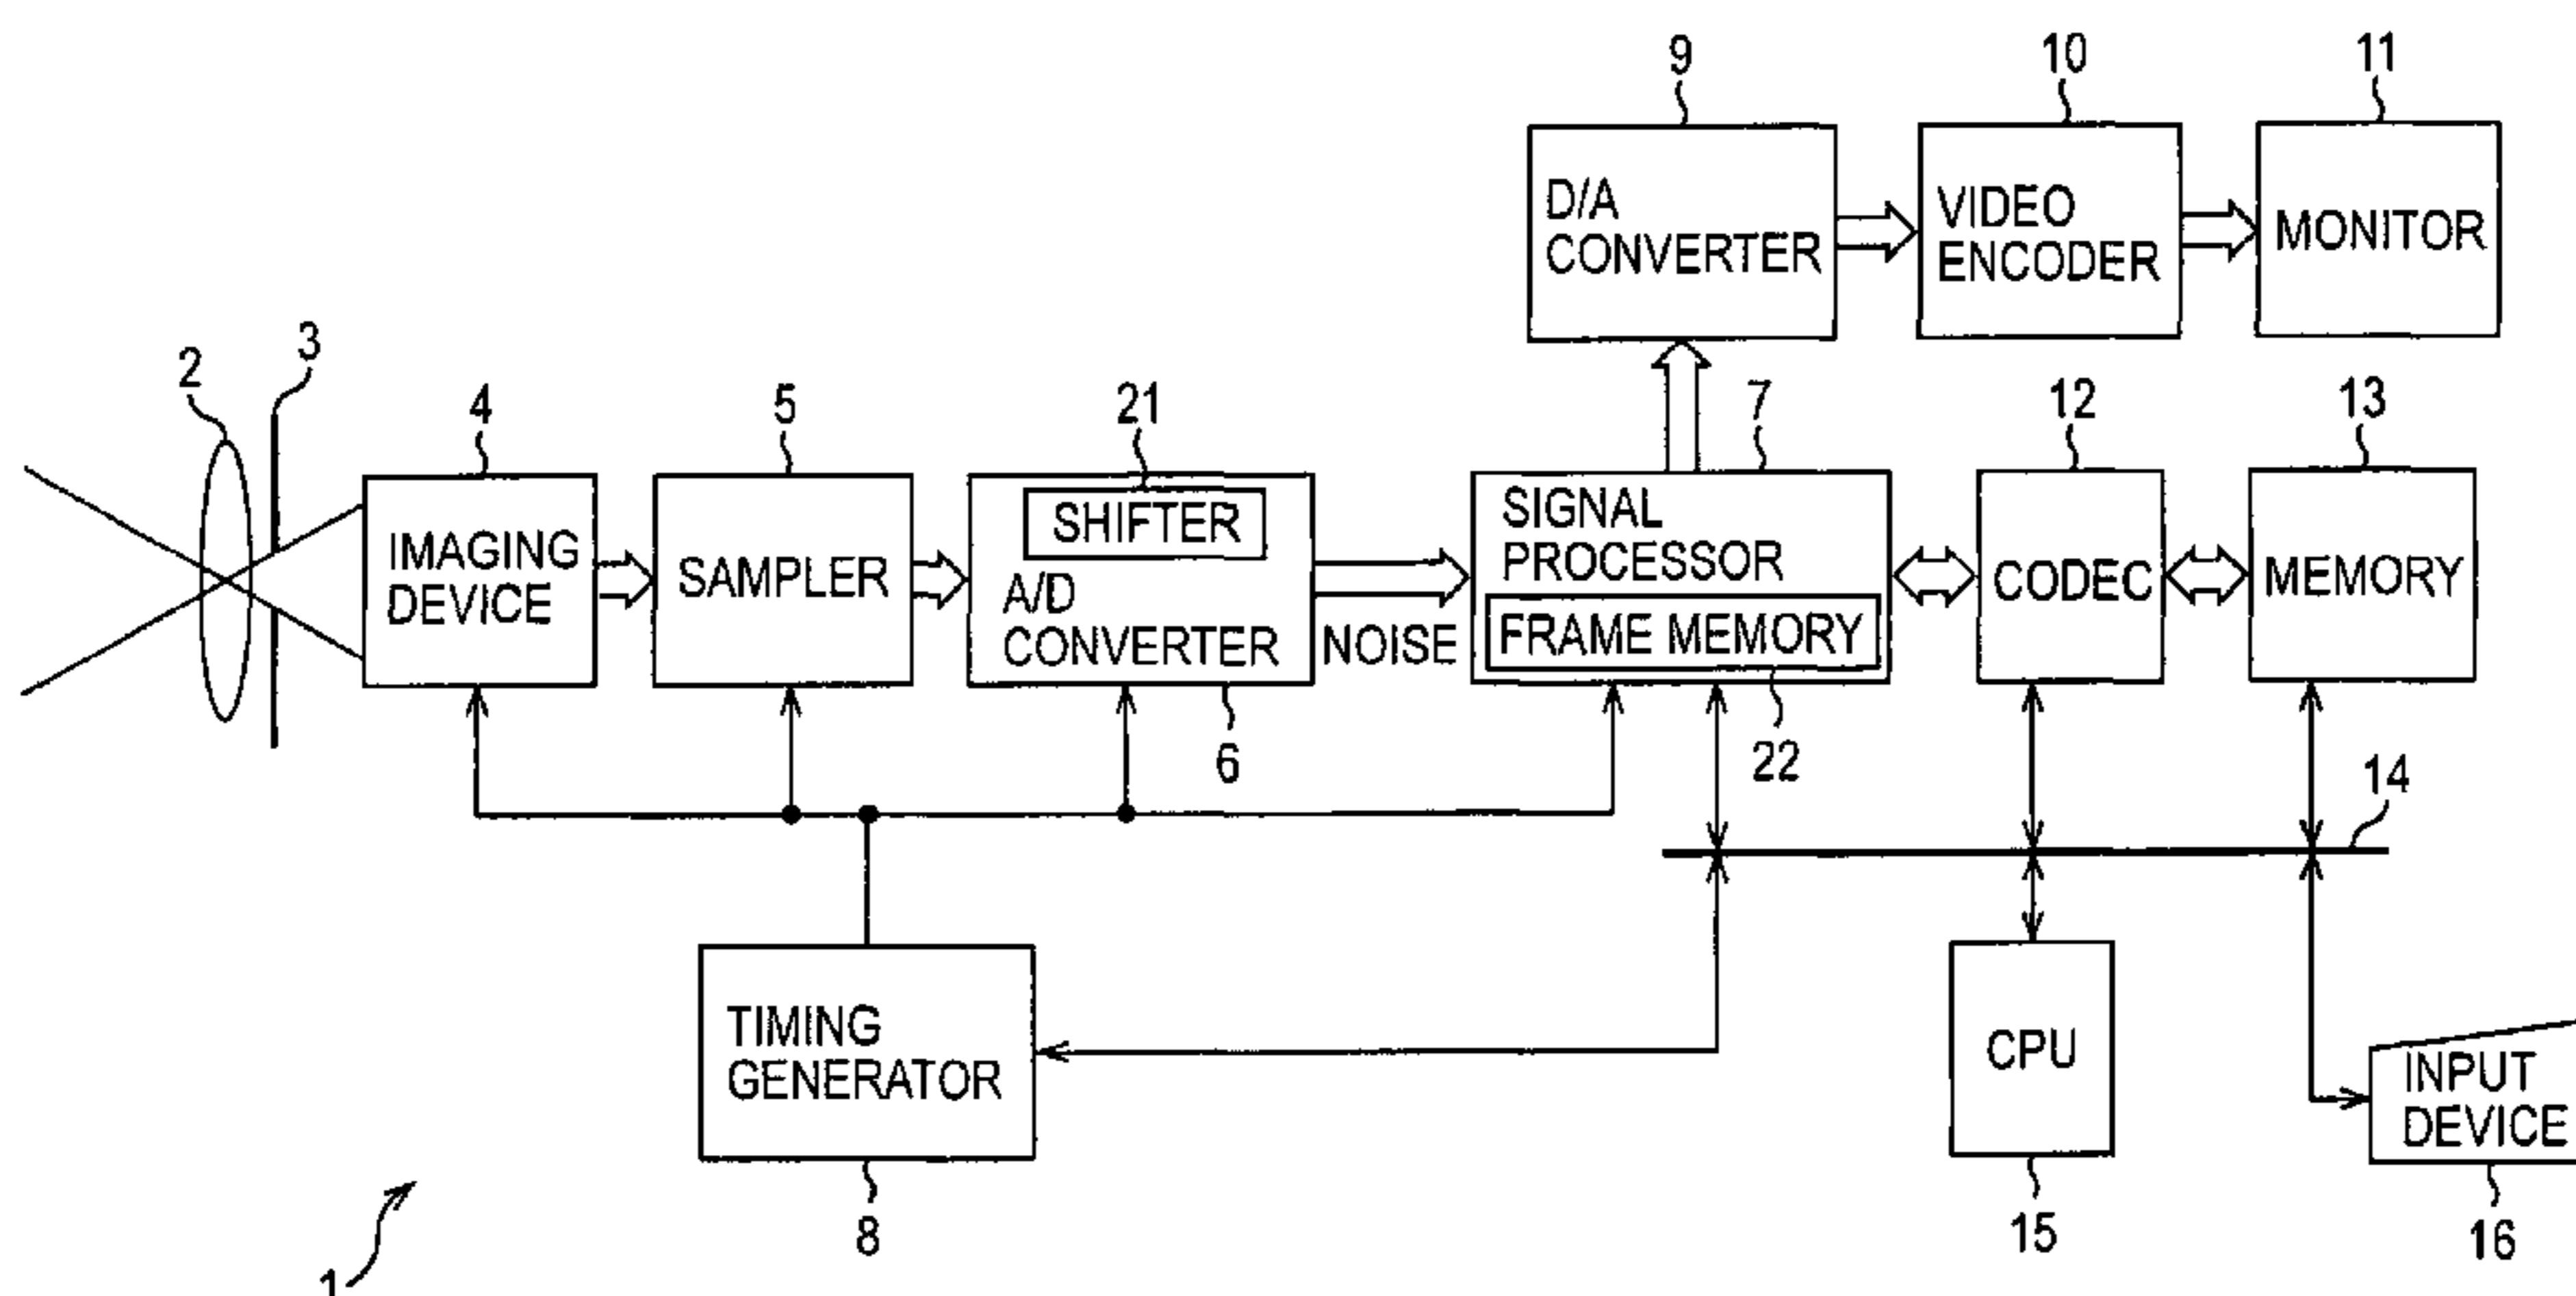 9
10
11
D/A
CONVERTER
VIDEO
ENCODER
MONITOR
2
3
4
5
21
7
12
13
IMAGING
DEVICE
SAMPLER
SHIFTER
A/D
CONVERTER
NOISE
SIGNAL
PROCESSOR
FRAME MEMORY
CODEC
MEMORY
6
22
14
TIMING
GENERATOR
CPU
INPUT
DEVICE
8
15
16
1